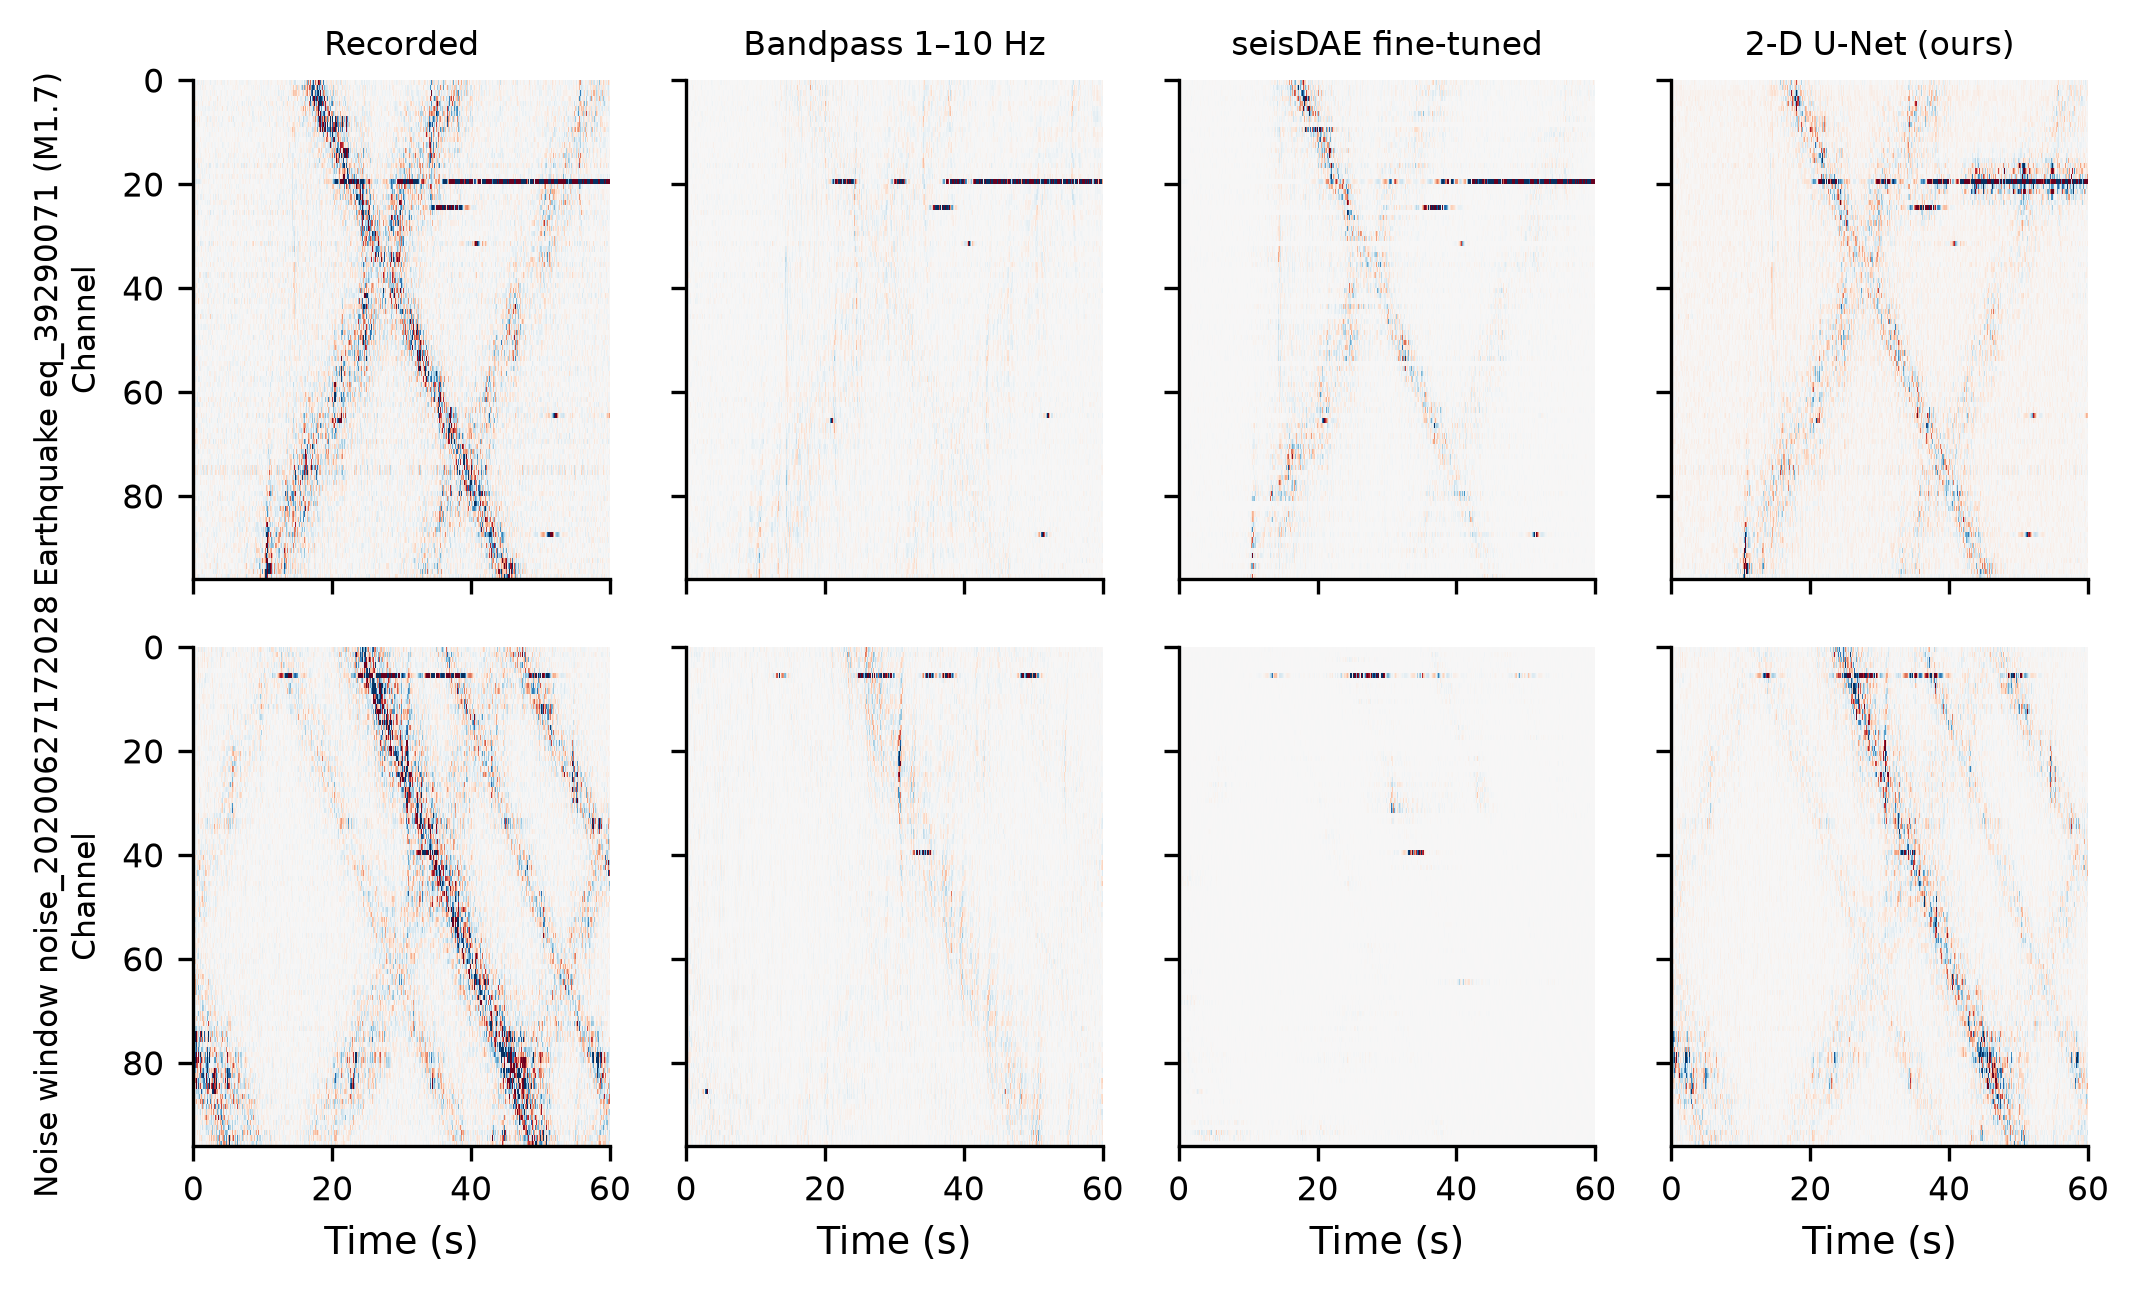 Recorded
Bandpass 1–10 Hz
seisDAE fine-tuned
2-D U-Net (ours)
Earthquake eq_39290071 (M1.7)
Channel
0
20
40
60
80
Noise window noise_20200627172028
Channel
0
20
40
60
80
0 20 40 60
0 20 40 60
0 20 40 60
0 20 40 60
Time (s)
Time (s)
Time (s)
Time (s)